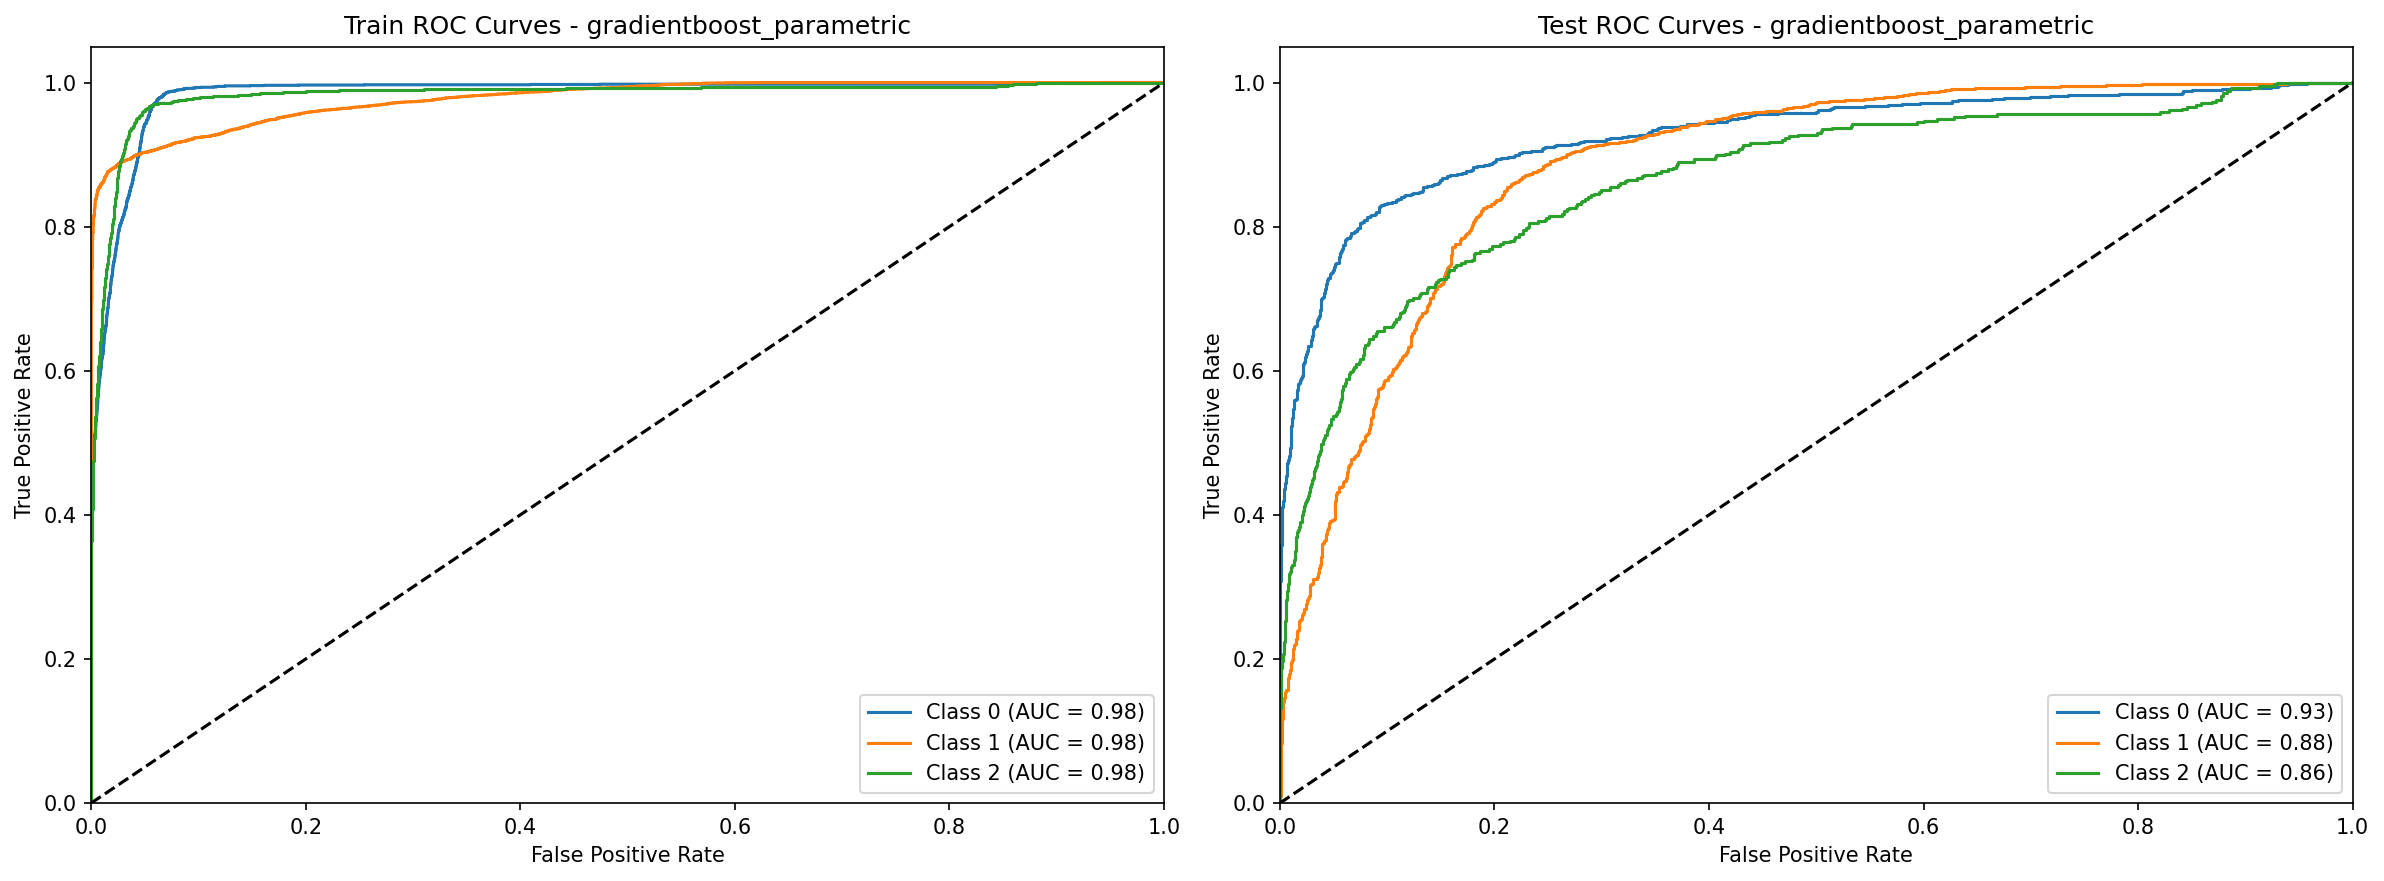 Train ROC Curves - gradientboost_parametric
True Positive Rate
1.0
0.8
0.6
0.4
0.2
0.0
Class 0 (AUC = 0.98)
Class 1 (AUC = 0.98)
Class 2 (AUC = 0.98)
0.0 0.2 0.4 0.6 0.8 1.0
False Positive Rate
Test ROC Curves - gradientboost_parametric
True Positive Rate
1.0
0.8
0.6
0.4
0.2
0.0
Class 0 (AUC = 0.93)
Class 1 (AUC = 0.88)
Class 2 (AUC = 0.86)
0.0 0.2 0.4 0.6 0.8 1.0
False Positive Rate